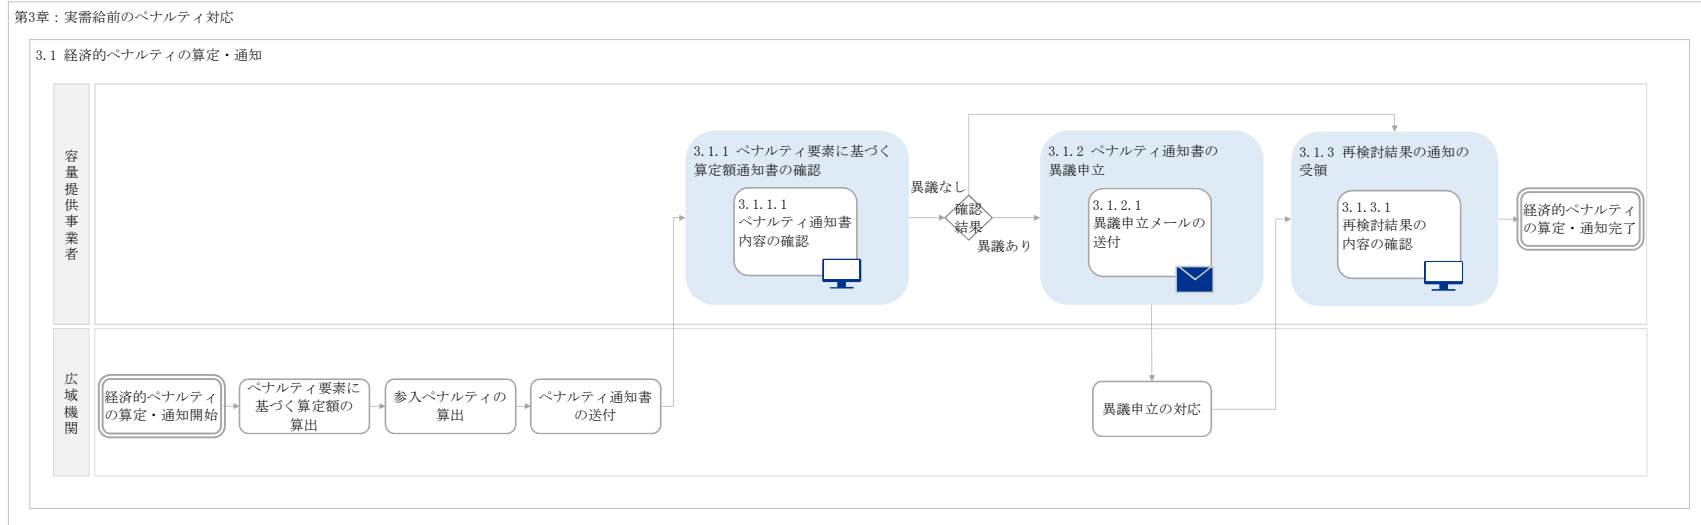 第3章：実需給前のペナルティ対応
3.1 経済的ペナルティの算定・通知
容量提供事業者
3.1.1 ペナルティ要素に基づく
算定額通知書の確認
3.1.1.1
ペナルティ通知書
内容の確認
異議なし
確認
結果
異議あり
3.1.2 ペナルティ通知書の
異議申立
3.1.2.1
異議申立メールの
送付
3.1.3 再検討結果の通知の
受領
3.1.3.1
再検討結果の
内容の確認
経済的ペナルティ
の算定・通知完了
広域機関
経済的ペナルティ
の算定・通知開始
ペナルティ要素に
基づく算定額の
算出
参入ペナルティの
算出
ペナルティ通知書
の送付
異議申立の対応